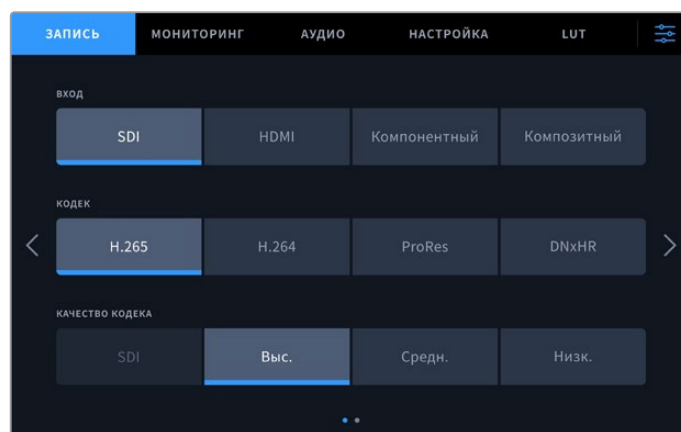 ЗАПИСЬ МОНИТОРИНГ АУДИО НАСТРОЙКА LUT
ВХОД
SDI HDMI Компонентный Композитный
КОДЕК
H.265 H.264 ProRes DNxHR
КАЧЕСТВО КОДЕКА
SDI Выс. Средн. Низк.